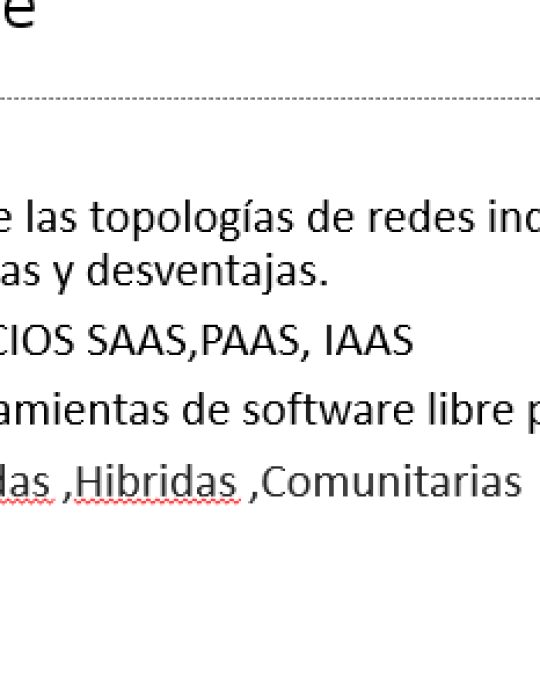 e
e las topologías de redes inc
as y desventajas.
CIOS SAAS,PAAS, IAAS
amientas de software libre p
das ,Hibridas ,Comunitarias